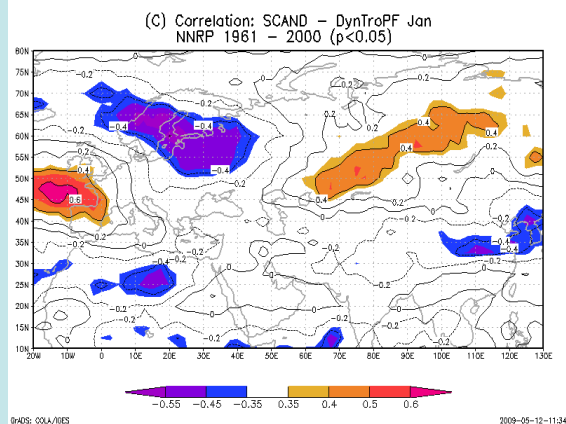 (C) Correlation: SCAND – DynTroPF Jan
NNRP 1961 – 2000 (p<0.05)
80N
75N
70N
65N
60N
55N
50N
45N
40N
35N
30N
25N
20N
15N
10N
20W 10W 0 10E 20E 30E 40E 50E 60E 70E 80E 90E 100E 110E 120E 130E
-0.55 -0.45 -0.35 0.35 0.4 0.5 0.6
GrADS: COLA/IGES
2009-05-12-11:34